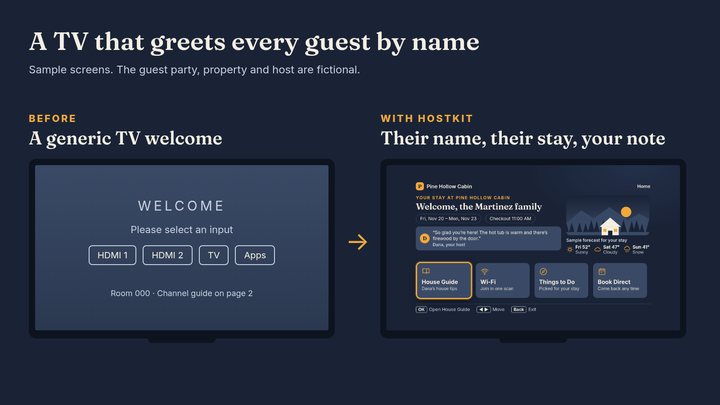 A TV that greets every guest by name
Sample screens. The guest party, property and host are fictional.
BEFORE
A generic TV welcome
WELCOME
Please select an input
HDMI 1 HDMI 2 TV Apps
Room 000 · Channel guide on page 2
WITH HOSTKIT
Their name, their stay, your note
P Pine Hollow Cabin Home
YOUR STAY AT PINE HOLLOW CABIN
Welcome, the Martinez family
Fri, Nov 20 – Mon, Nov 23 Checkout 11:00 AM
D
"So glad you're here! The hot tub is warm and there's
firewood by the door."
Dana, your host
Sample forecast for your stay
Fri 52° Sat 47° Sun 41°
Sunny Cloudy Snow
House Guide Wi-Fi Things to Do Book Direct
Dana's house tips Join in one scan Picked for your stay Come back any time
OK Open House Guide ◀ ▶ Move Back Exit